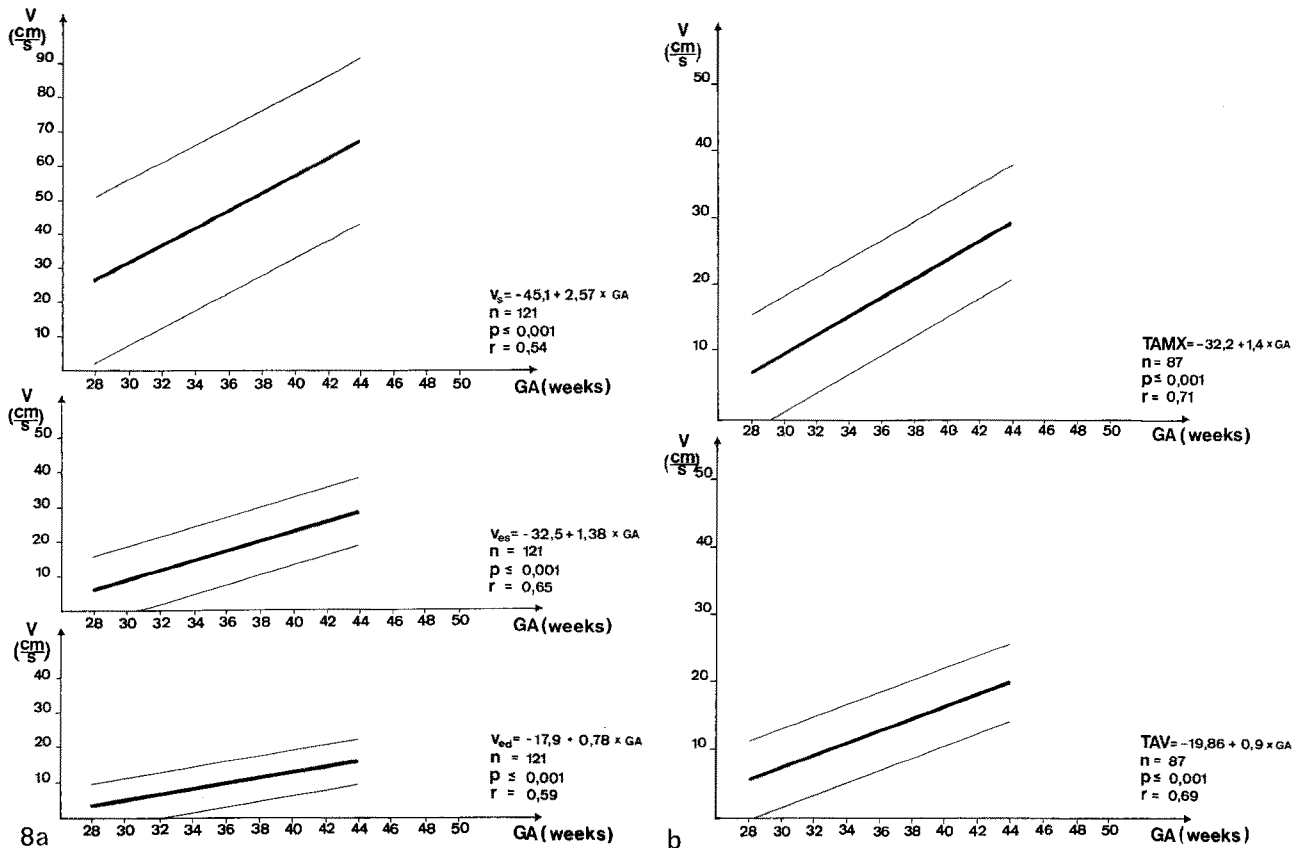 V
(cm/s)
90
80
70
60
50
40
30
20
10
28 30 32 34 36 38 40 42 44 46 48 50 GA (weeks)
Vs = -45,1 + 2,57 x GA
n = 121
p ≤ 0,001
r = 0,54
V
(cm/s)
50
40
30
20
10
28 30 32 34 36 38 40 42 44 46 48 50 GA (weeks)
Ves = -32,5 + 1,38 x GA
n = 121
p ≤ 0,001
r = 0,65
V
(cm/s)
40
30
20
10
28 30 32 34 36 38 40 42 44 46 48 50 GA (weeks)
Ved = -17,9 + 0,78 x GA
n = 121
p ≤ 0,001
r = 0,59
8a
V
(cm/s)
50
40
30
20
10
28 30 32 34 36 38 40 42 44 46 48 50 GA (weeks)
TAMX = -32,2 + 1,4 x GA
n = 87
p ≤ 0,001
r = 0,71
V
(cm/s)
50
40
30
20
10
28 30 32 34 36 38 40 42 44 46 48 50 GA (weeks)
TAV = -19,86 + 0,9 x GA
n = 87
p ≤ 0,001
r = 0,69
b